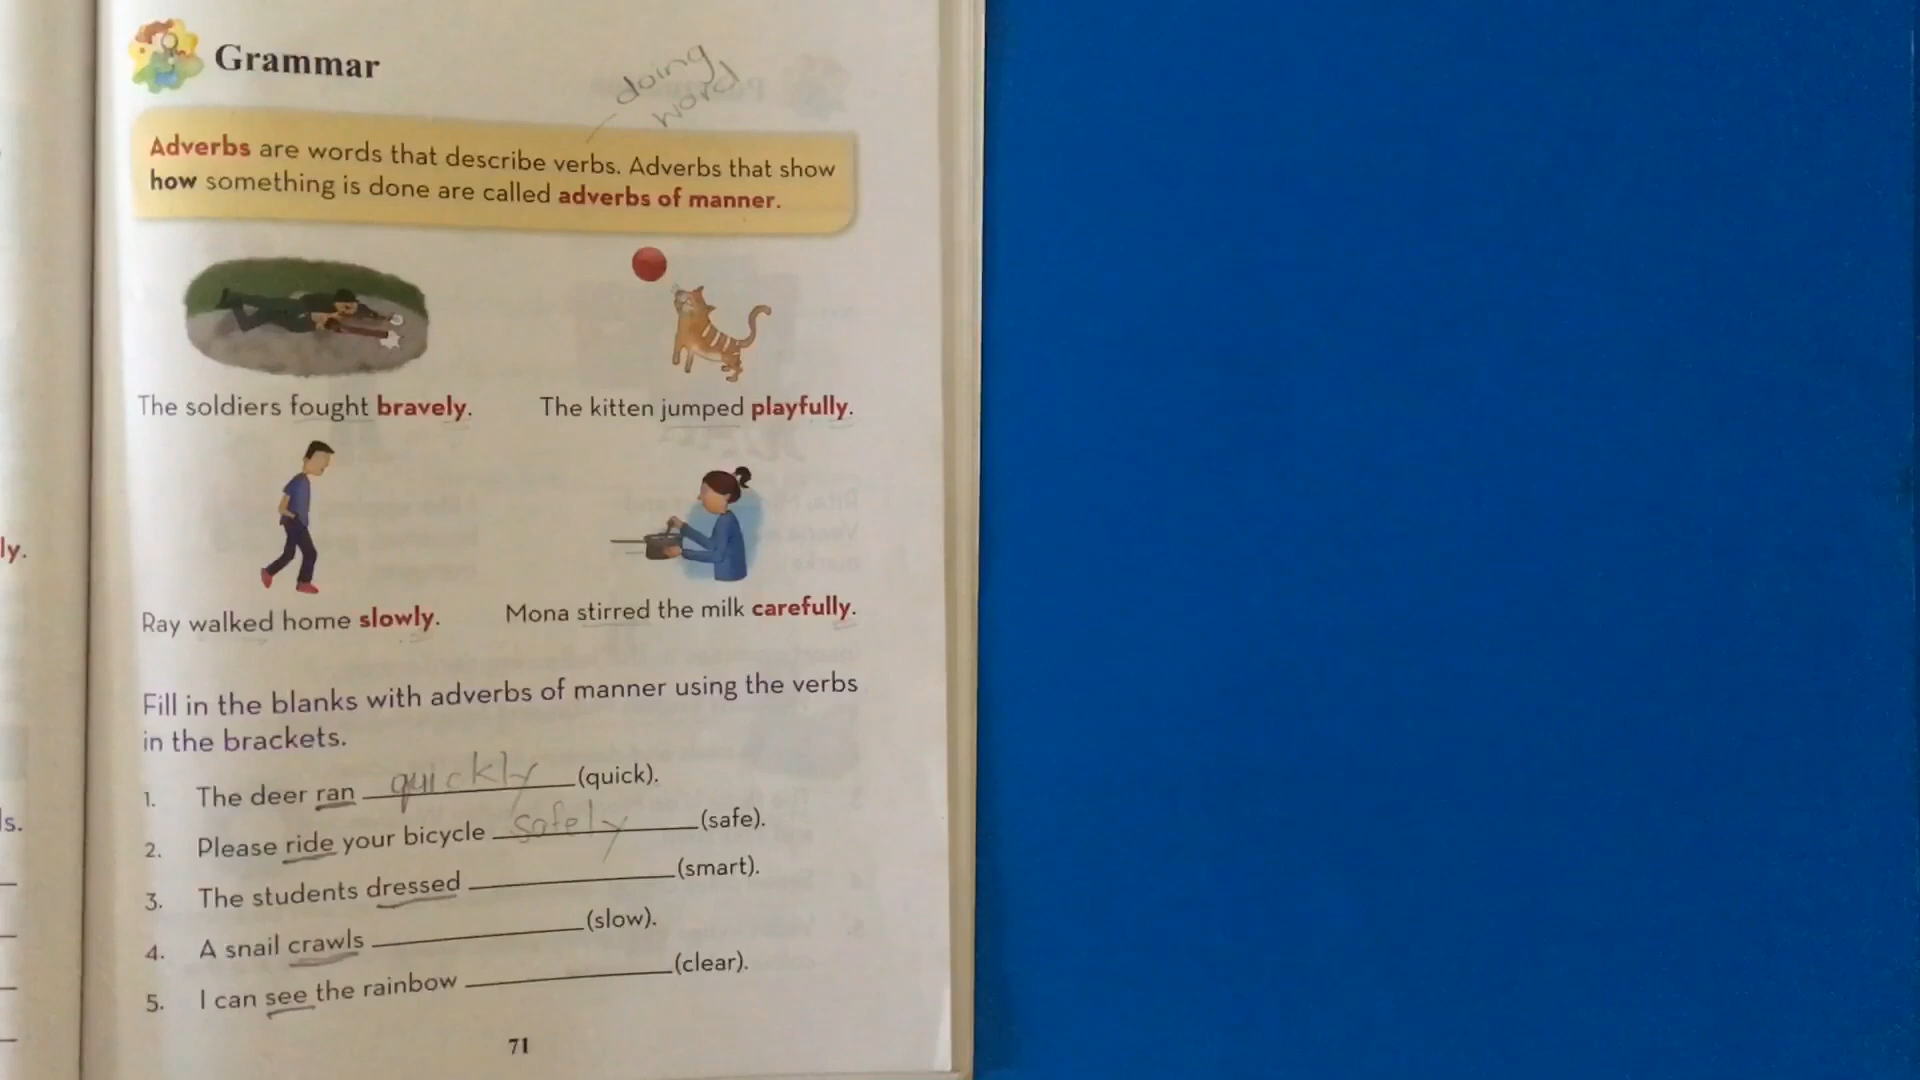 Grammar
doing
word
Adverbs are words that describe verbs. Adverbs that show
how something is done are called adverbs of manner.
The soldiers fought bravely.
The kitten jumped playfully.
Ray walked home slowly.
Mona stirred the milk carefully.
Fill in the blanks with adverbs of manner using the verbs
in the brackets.
1. The deer ran quickly (quick).
2. Please ride your bicycle safely (safe).
3. The students dressed ____ (smart).
4. A snail crawls ____ (slow).
5. I can see the rainbow ____ (clear).
71
ly.
s.